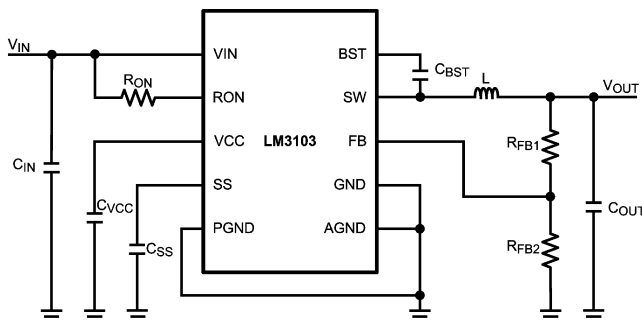 VIN
VIN
BST
CBST
RON
L
VOUT
RON
SW
VCC
LM3103
FB
RFB1
CIN
SS
GND
CVCC
COUT
PGND
AGND
CSS
RFB2